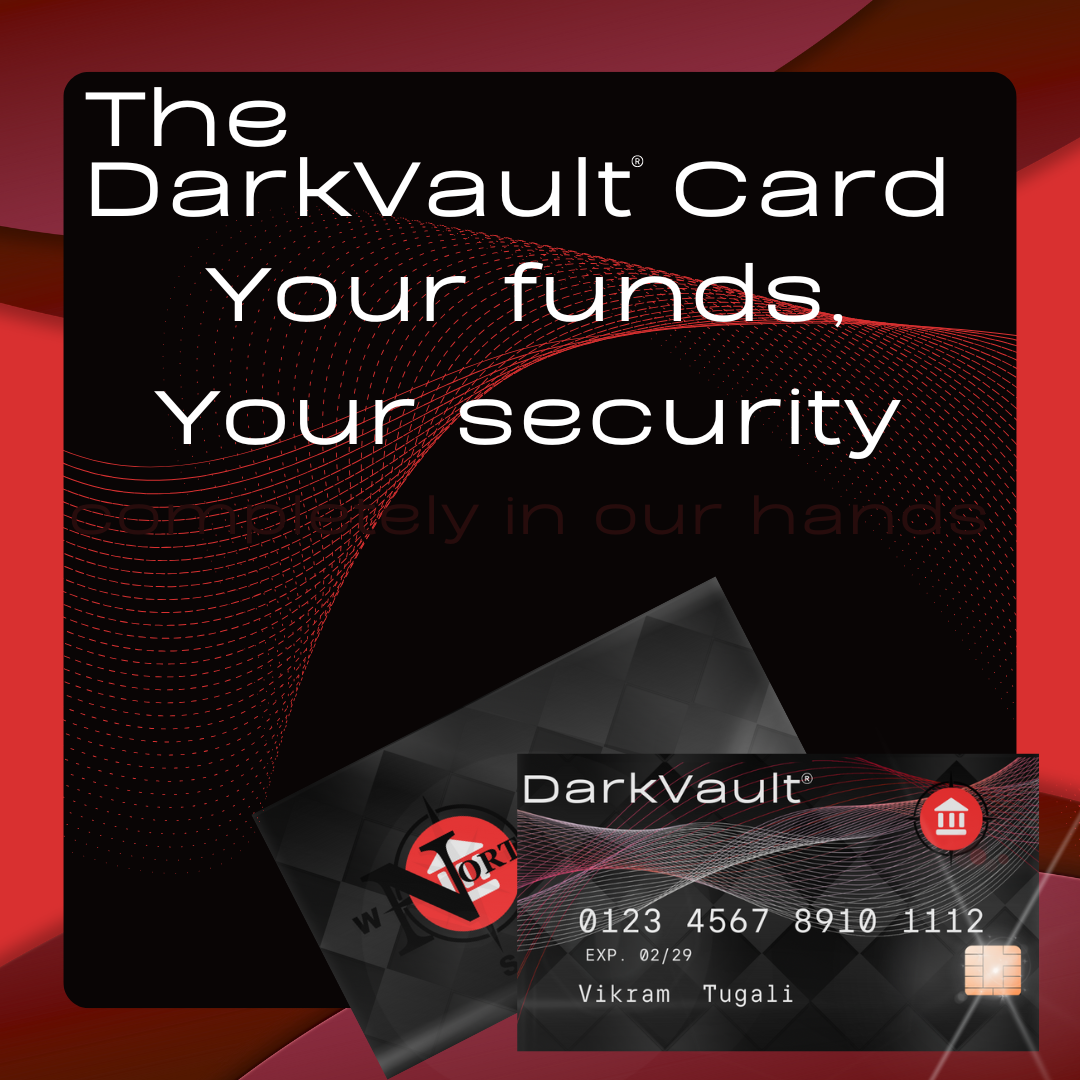 The
DarkVault® Card
Your funds,
Your security
completely in our hands
DarkVault®
W
NORT
S
0123 4567 8910 1112
EXP. 02/29
Vikram Tugali